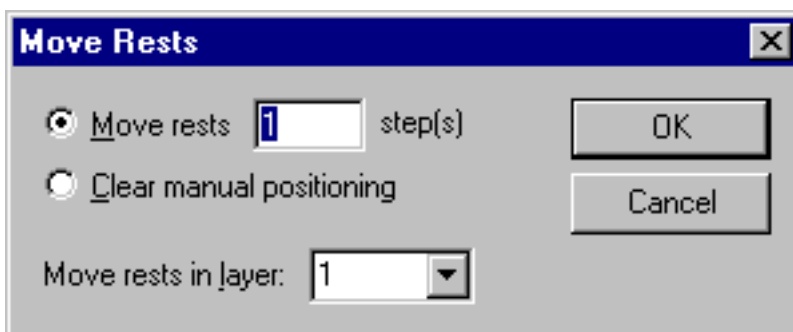 Move Rests
Move rests 1 step(s)
OK
Clear manual positioning
Cancel
Move rests in layer: 1